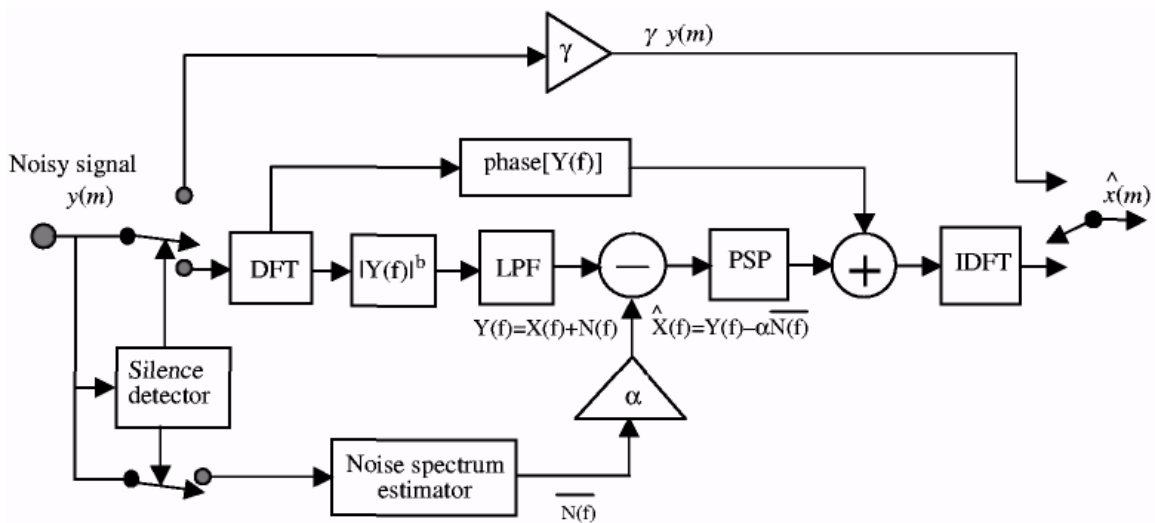 γ
γ y(m)
Noisy signal
y(m)
phase[Y(f)]
x̂(m)
DFT
|Y(f)|ᵇ
LPF
−
PSP
+
IDFT
Y(f)=X(f)+N(f)
X̂(f)=Y(f)–αN̅(̅f̅)̅
Silence
detector
α
Noise spectrum
estimator
N̅(̅f̅)̅